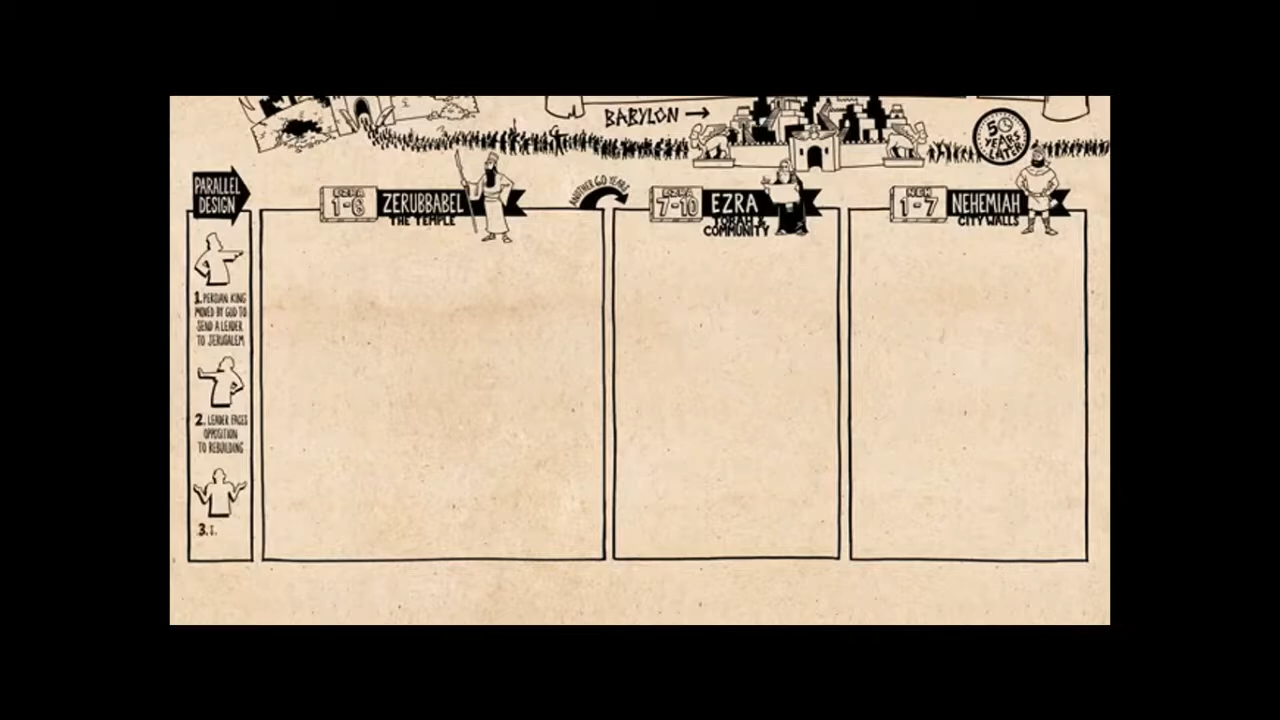 BABYLON
50
YEARS
LATER
PARALLEL
DESIGN
EZRA
1-6
ZERUBBABEL
THE TEMPLE
ANOTHER 60 YEARS
EZRA
7-10
EZRA
TORAH &
COMMUNITY
NEH
1-7
NEHEMIAH
CITY WALLS
1. PERSIAN KING
MOVED BY GOD TO
SEND A LEADER
TO JERUSALEM
2. LEADER FACES
OPPOSITION
TO REBUILDING
3.